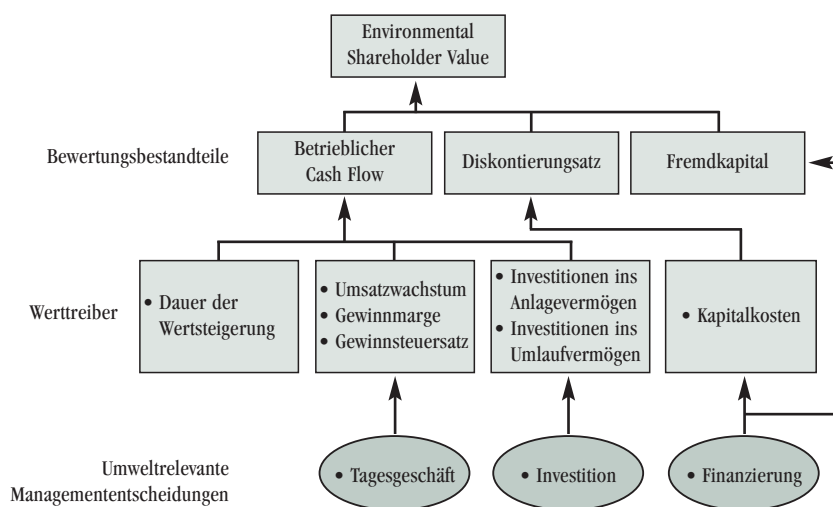 Environmental
Shareholder Value
Bewertungsbestandteile
Betrieblicher
Cash Flow
Diskontierungsatz
Fremdkapital
Werttreiber
• Dauer der
Wertsteigerung
• Umsatzwachstum
• Gewinnmarge
• Gewinnsteuersatz
• Investitionen ins
Anlagevermögen
• Investitionen ins
Umlaufvermögen
• Kapitalkosten
Umweltrelevante
Managemententscheidungen
• Tagesgeschäft
• Investition
• Finanzierung